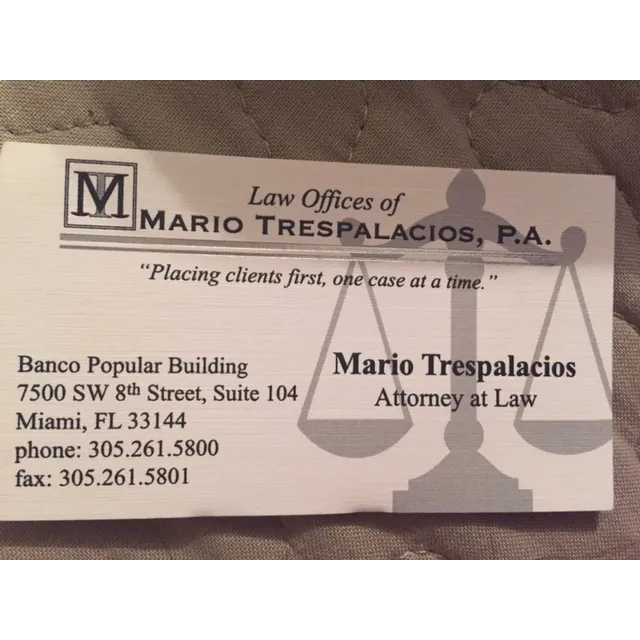 MT
Law Offices of
MARIO TRESPALACIOS, P.A.
“Placing clients first, one case at a time.”
Banco Popular Building
7500 SW 8th Street, Suite 104
Miami, FL 33144
phone: 305.261.5800
fax: 305.261.5801
Mario Trespalacios
Attorney at Law